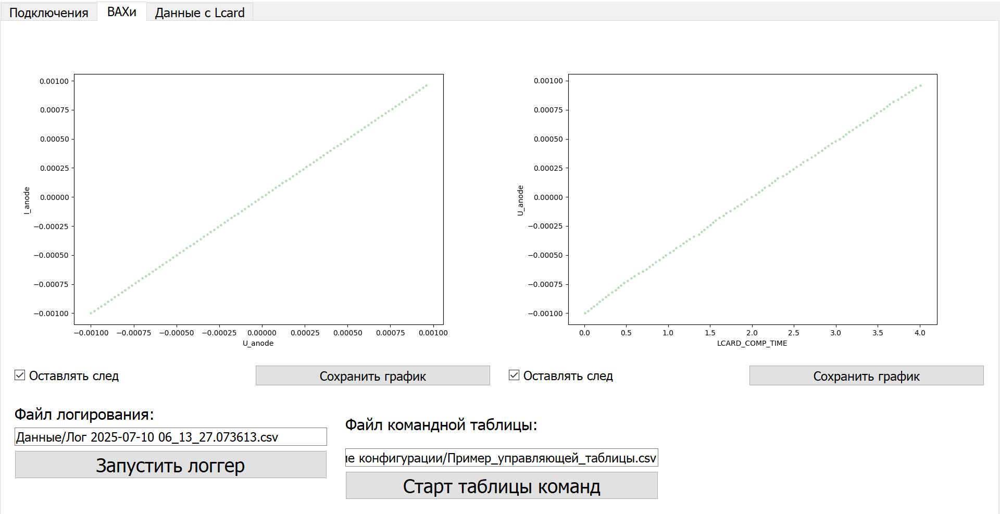 Подключения ВАХи Данные с Lcard
0.00100
0.00075
0.00050
0.00025
0.00000
−0.00025
−0.00050
−0.00075
−0.00100
I_anode
−0.00100 −0.00075 −0.00050 −0.00025 0.00000 0.00025 0.00050 0.00075 0.00100
U_anode
0.00100
0.00075
0.00050
0.00025
0.00000
−0.00025
−0.00050
−0.00075
−0.00100
U_anode
0.0 0.5 1.0 1.5 2.0 2.5 3.0 3.5 4.0
LCARD_COMP_TIME
Оставлять след Сохранить график Оставлять след Сохранить график
Файл логирования:
Данные/Лог 2025-07-10 06_13_27.073613.csv
Запустить логгер
Файл командной таблицы:
конфигурации/Пример_управляющей_таблицы.csv
Старт таблицы команд